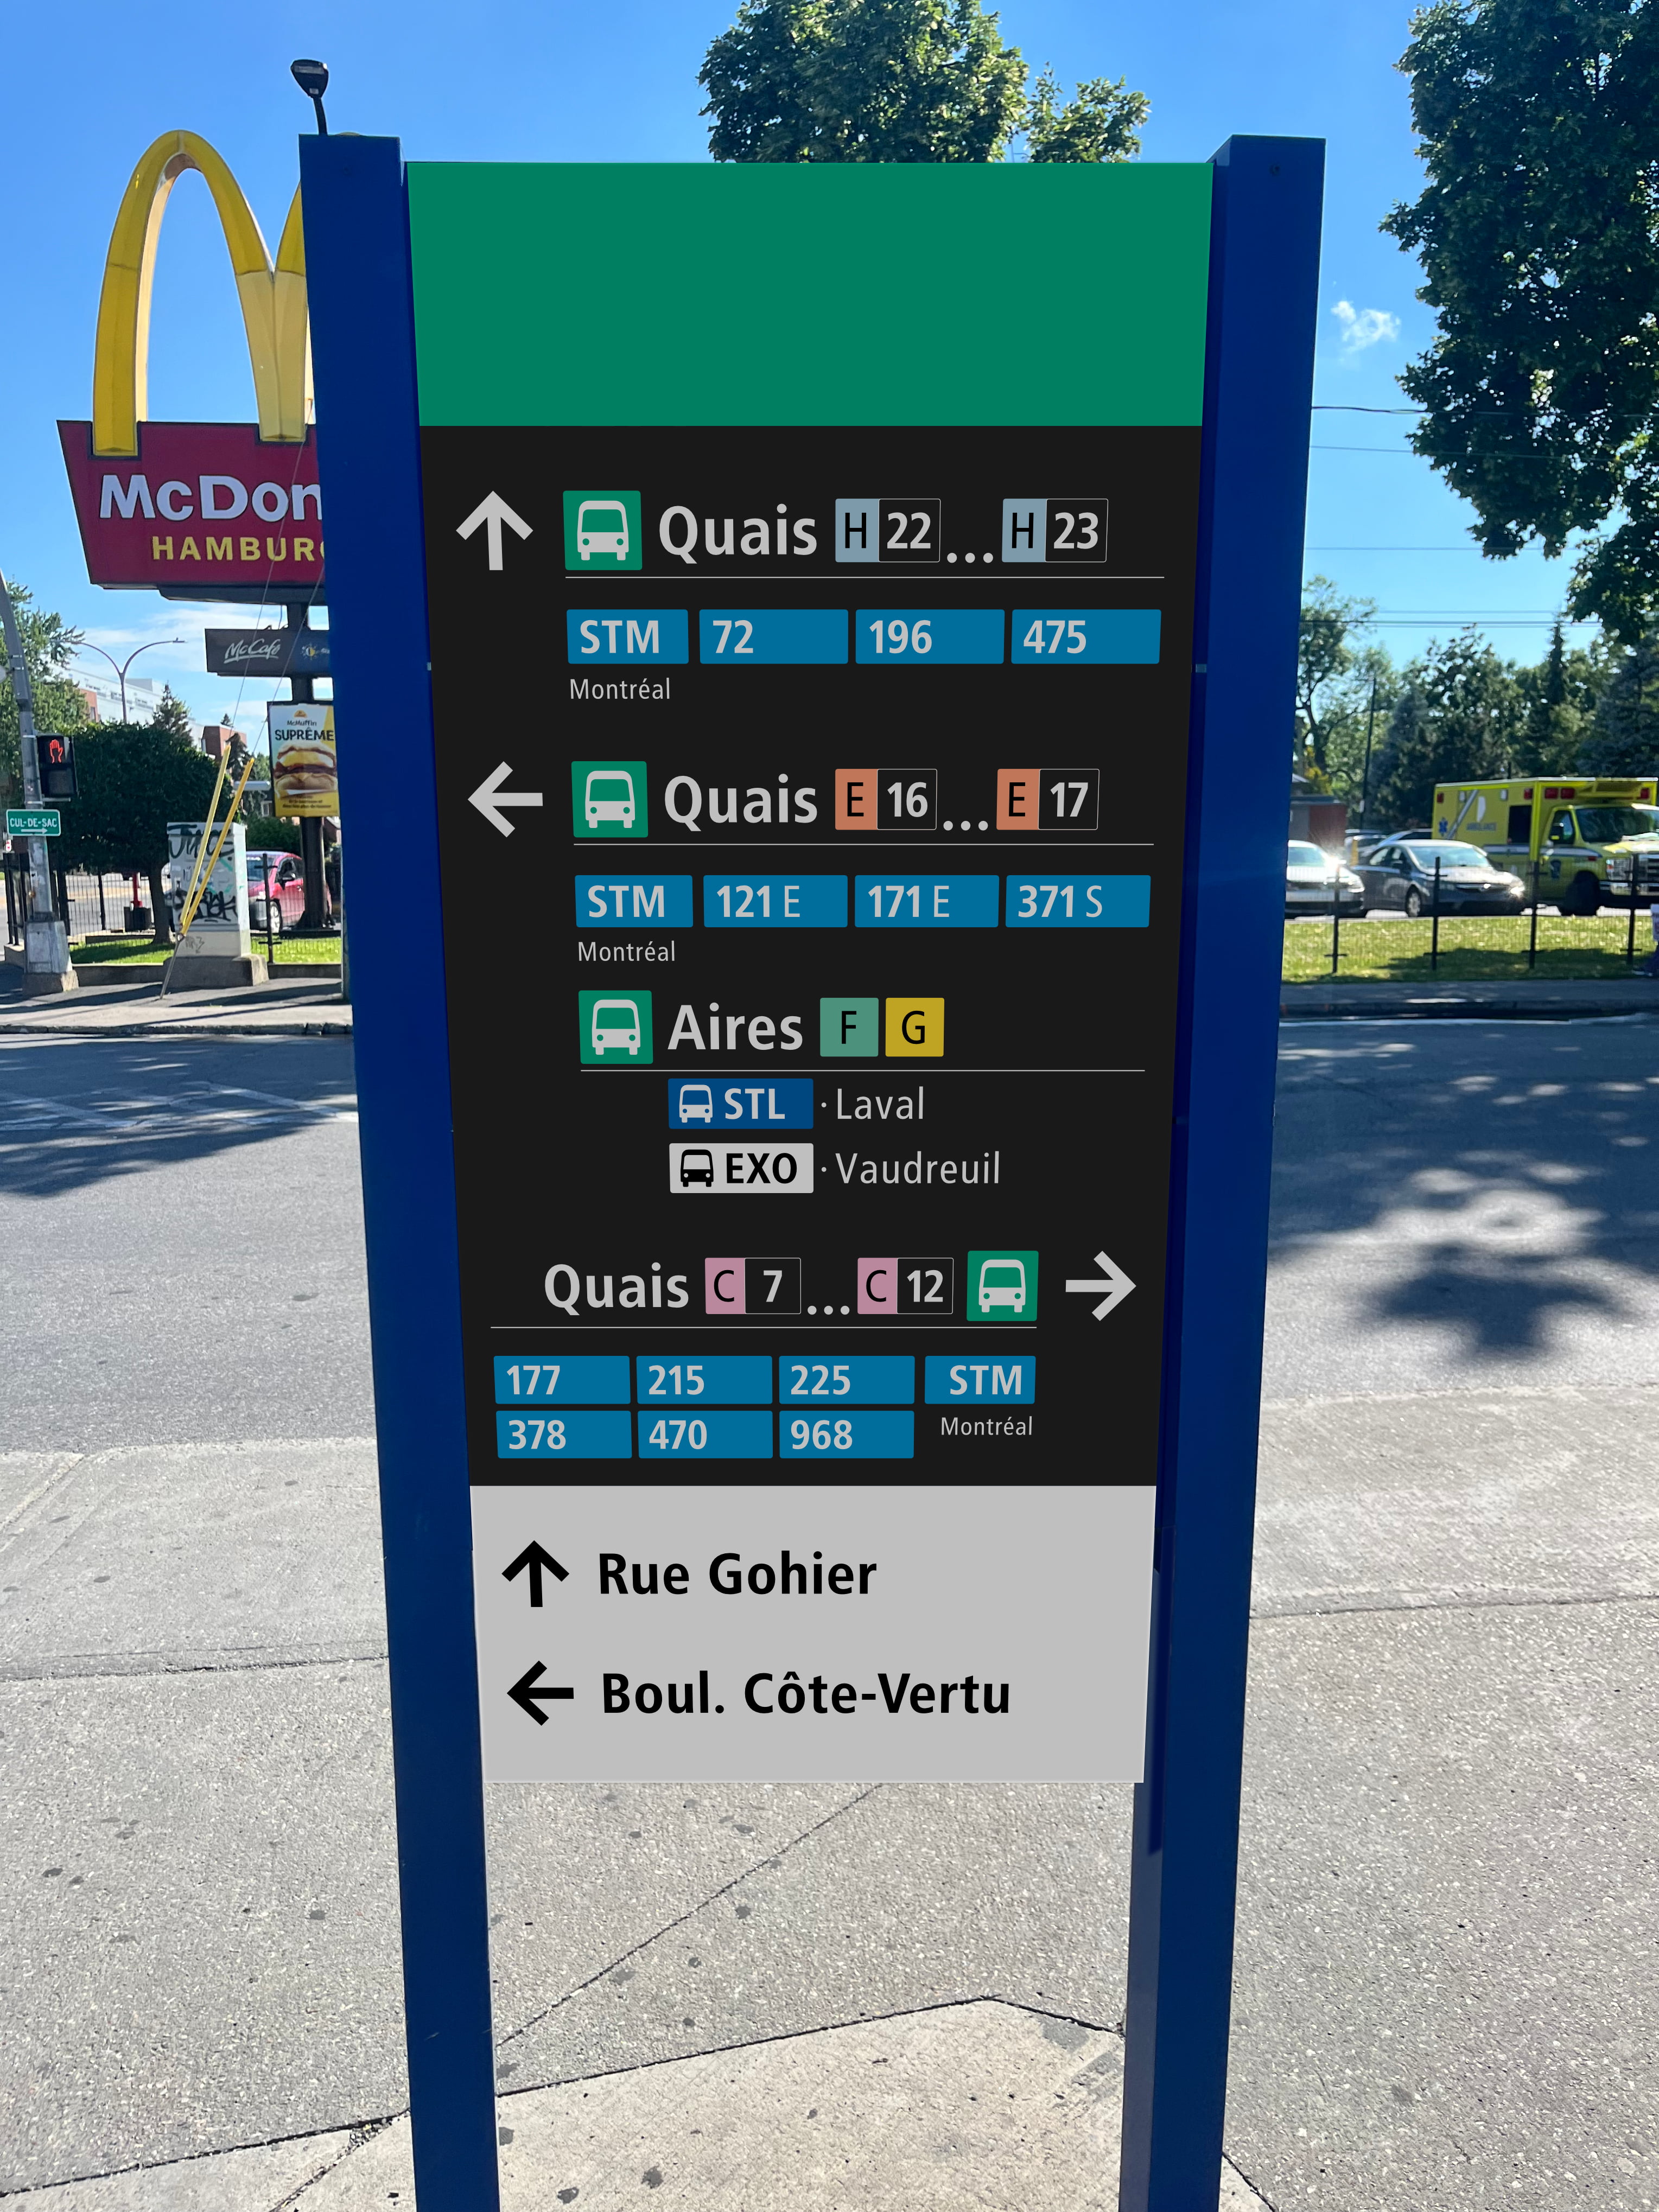 McDon
HAMBUR
McCafé
McMuffin
SUPRÊME
CUL-DE-SAC
Quais H 22 ... H 23
STM 72 196 475
Montréal
Quais E 16 ... E 17
STM 121 E 171 E 371 S
Montréal
Aires F G
STL · Laval
EXO · Vaudreuil
Quais C 7 ... C 12
177 215 225 STM
378 470 968 Montréal
Rue Gohier
Boul. Côte-Vertu